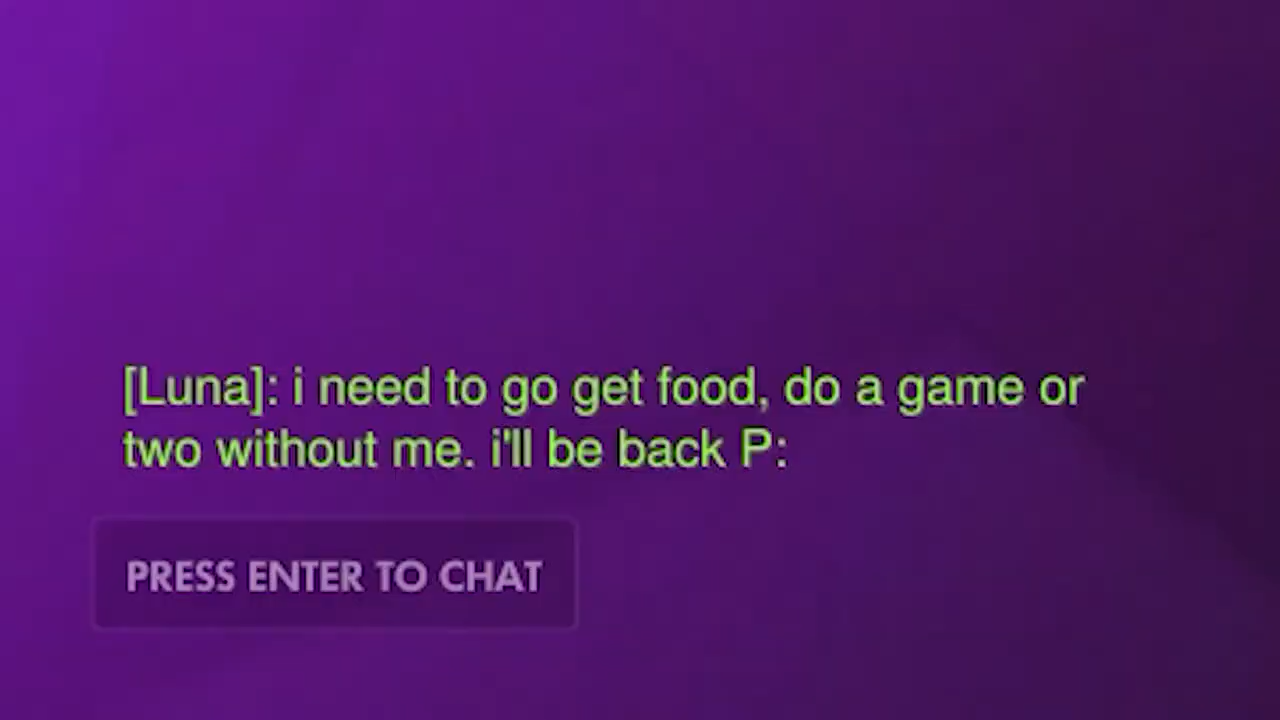 [Luna]: i need to go get food, do a game or
two without me. i'll be back P:
PRESS ENTER TO CHAT